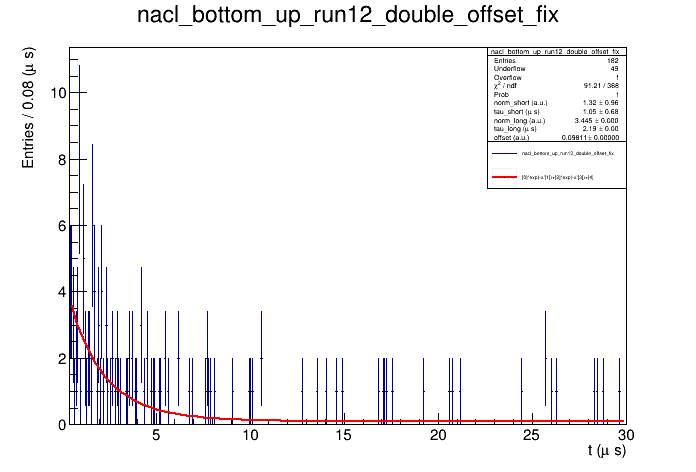 nacl_bottom_up_run12_double_offset_fix
Entries / 0.08 (μ s)
nacl_bottom_up_run12_double_offset_fix
Entries 182
Underflow 49
Overflow 1
χ² / ndf 91.21 / 368
Prob 1
norm_short (a.u.) 1.32 ± 0.96
tau_short (μ s) 1.05 ± 0.68
norm_long (a.u.) 3.445 ± 0.000
tau_long (μ s) 2.19 ± 0.00
offset (a.u.) 0.09811 ± 0.00000
nacl_bottom_up_run12_double_offset_fix
10
8
6
4
2
0
5 10 15 20 25 30
t (μ s)